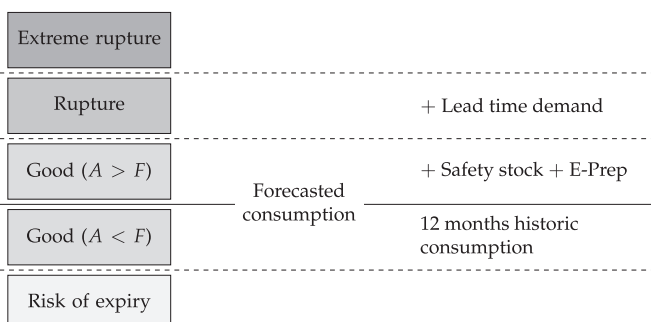 Extreme rupture
Rupture
+ Lead time demand
Good (A > F)
+ Safety stock + E-Prep
Forecasted
consumption
Good (A < F)
12 months historic
consumption
Risk of expiry